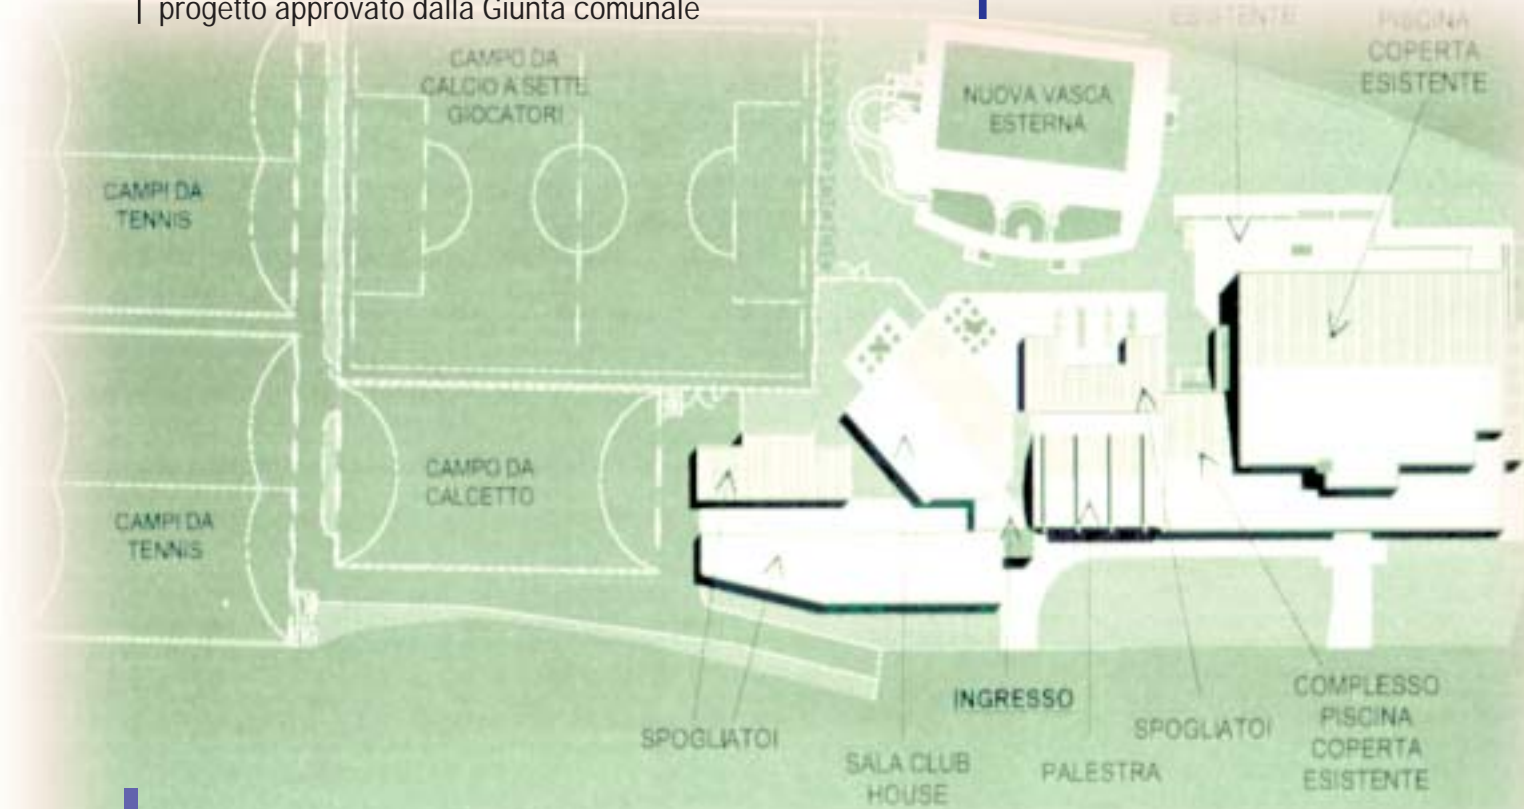 progetto approvato dalla Giunta comunale
ESISTENTE
PISCINA
COPERTA
ESISTENTE
CAMPO DA
CALCIO A SETTE
GIOCATORI
NUOVA VASCA
ESTERNA
CAMPI DA
TENNIS
CAMPO DA
CALCETTO
CAMPI DA
TENNIS
INGRESSO
SPOGLIATOI
SALA CLUB
HOUSE
PALESTRA
SPOGLIATOI
COMPLESSO
PISCINA
COPERTA
ESISTENTE